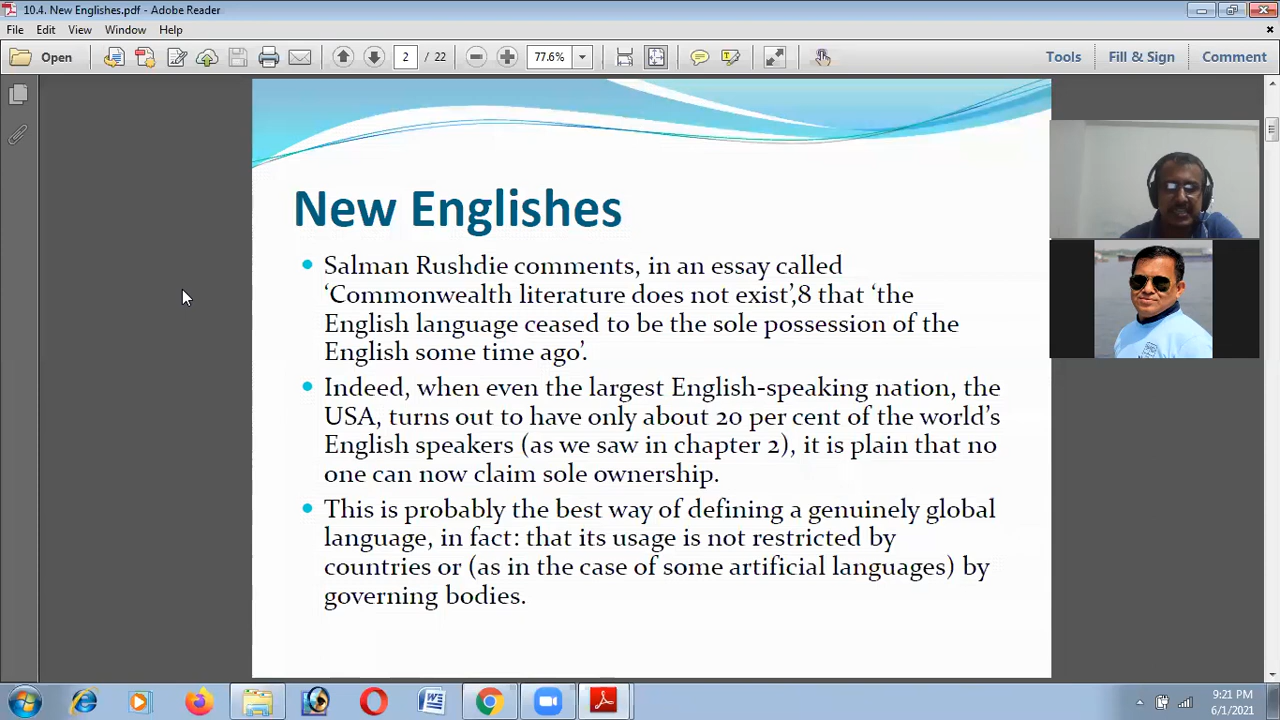 10.4. New Englishes.pdf - Adobe Reader
File Edit View Window Help
Open 2 / 22 77.6% Tools Fill & Sign Comment
New Englishes
• Salman Rushdie comments, in an essay called
‘Commonwealth literature does not exist’,8 that ‘the
English language ceased to be the sole possession of the
English some time ago’.
• Indeed, when even the largest English-speaking nation, the
USA, turns out to have only about 20 per cent of the world’s
English speakers (as we saw in chapter 2), it is plain that no
one can now claim sole ownership.
• This is probably the best way of defining a genuinely global
language, in fact: that its usage is not restricted by
countries or (as in the case of some artificial languages) by
governing bodies.
9:21 PM
6/1/2021